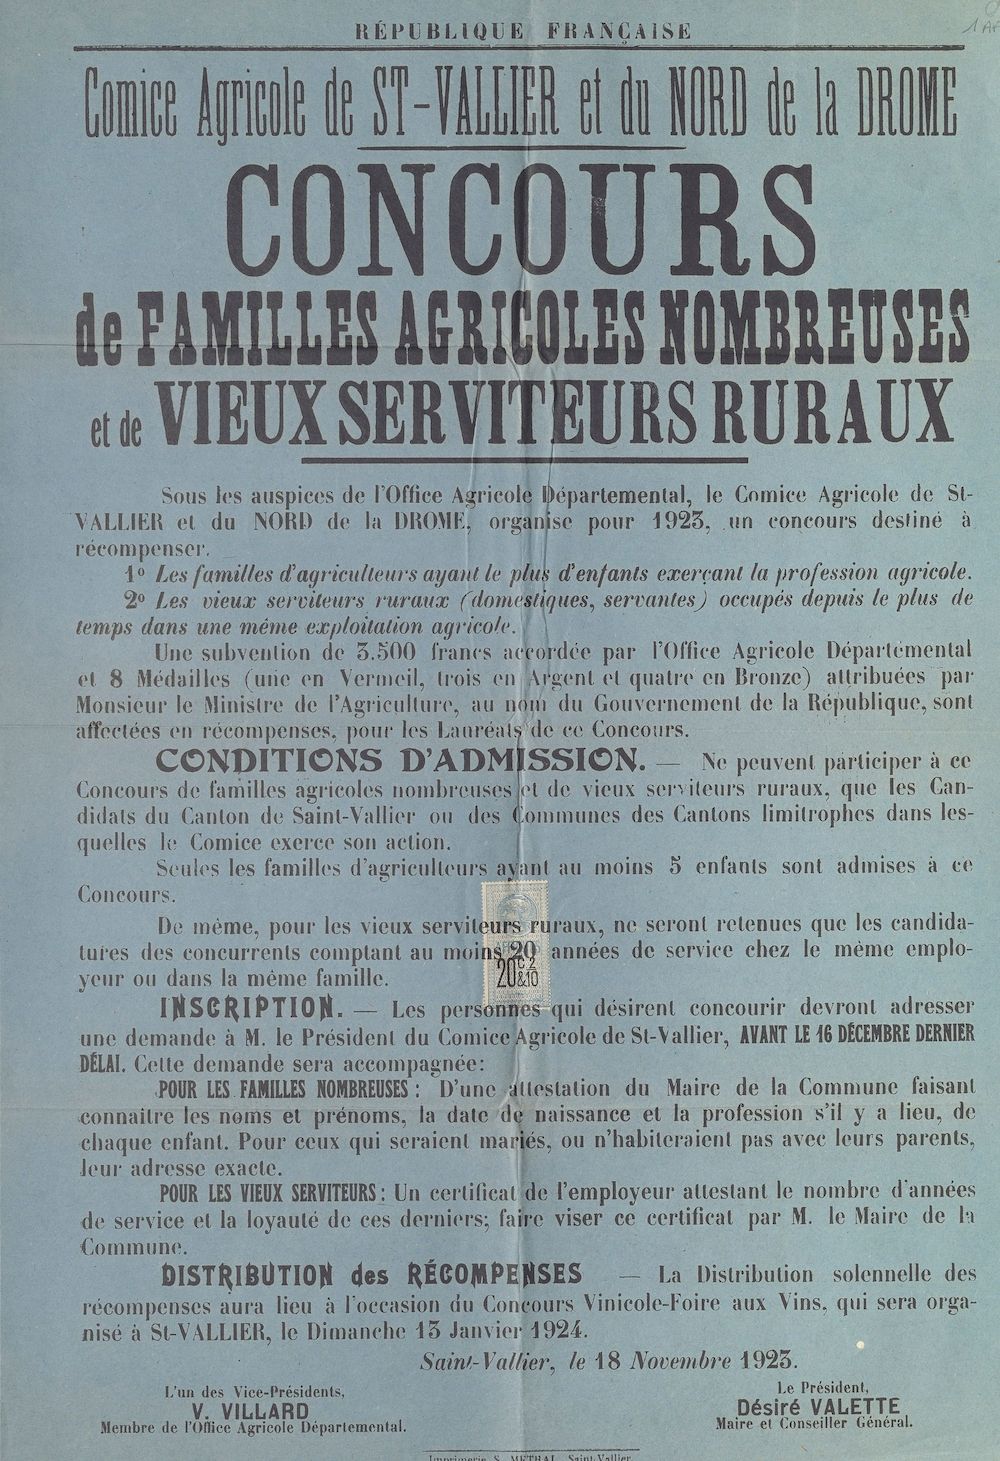 RÉPUBLIQUE FRANÇAISE
Comice Agricole de ST-VALLIER et du NORD de la DROME
CONCOURS
de FAMILLES AGRICOLES NOMBREUSES
et de VIEUX SERVITEURS RURAUX
Sous les auspices de l'Office Agricole Départemental, le Comice Agricole de St-
VALLIER et du NORD de la DROME, organise pour 1923, un concours destiné à
récompenser.
1º Les familles d'agriculteurs ayant le plus d'enfants exerçant la profession agricole.
2º Les vieux serviteurs ruraux (domestiques, servantes) occupés depuis le plus de
temps dans une même exploitation agricole.
Une subvention de 3.500 francs accordée par l'Office Agricole Départémental
et 8 Médailles (une en Vermeil, trois en Argent et quatre en Bronze) attribuées par
Monsieur le Ministre de l'Agriculture, au nom du Gouvernement de la République, sont
affectées en récompenses, pour les Lauréats de ce Concours.
CONDITIONS D'ADMISSION. — Ne peuvent participer à ce
Concours de familles agricoles nombreuses et de vieux serviteurs ruraux, que les Can-
didats du Canton de Saint-Vallier ou des Communes des Cantons limitrophes dans les-
quelles le Comice exerce son action.
Seules les familles d'agriculteurs ayant au moins 5 enfants sont admises à ce
Concours.
De même, pour les vieux serviteurs ruraux, ne seront retenues que les candida-
tures des concurrents comptant au moins 20 années de service chez le même emplo-
20 c 2
&10
yeur ou dans la même famille.
INSCRIPTION. — Les personnes qui désirent concourir devront adresser
une demande à M. le Président du Comice Agricole de St-Vallier, AVANT LE 16 DÉCEMBRE DERNIER
DÉLAI. Cette demande sera accompagnée:
POUR LES FAMILLES NOMBREUSES : D'une attestation du Maire de la Commune faisant
connaitre les noms et prénoms, la date de naissance et la profession s'il y a lieu, de
chaque enfant. Pour ceux qui seraient mariés, ou n'habiteraient pas avec leurs parents,
leur adresse exacte.
POUR LES VIEUX SERVITEURS : Un certificat de l'employeur attestant le nombre d'années
de service et la loyauté de ces derniers; faire viser ce certificat par M. le Maire de la
Commune.
DISTRIBUTION des RÉCOMPENSES — La Distribution solennelle des
récompenses aura lieu à l'occasion du Concours Vinicole-Foire aux Vins, qui sera orga-
nisé à St-VALLIER, le Dimanche 13 Janvier 1924.
Saint-Vallier, le 18 Novembre 1923.
L'un des Vice-Présidents,
V. VILLARD
Membre de l'Office Agricole Départemental.
Le Président,
Désiré VALETTE
Maire et Conseiller Général.
Imprimerie S. METRAL, Saint-Vallier